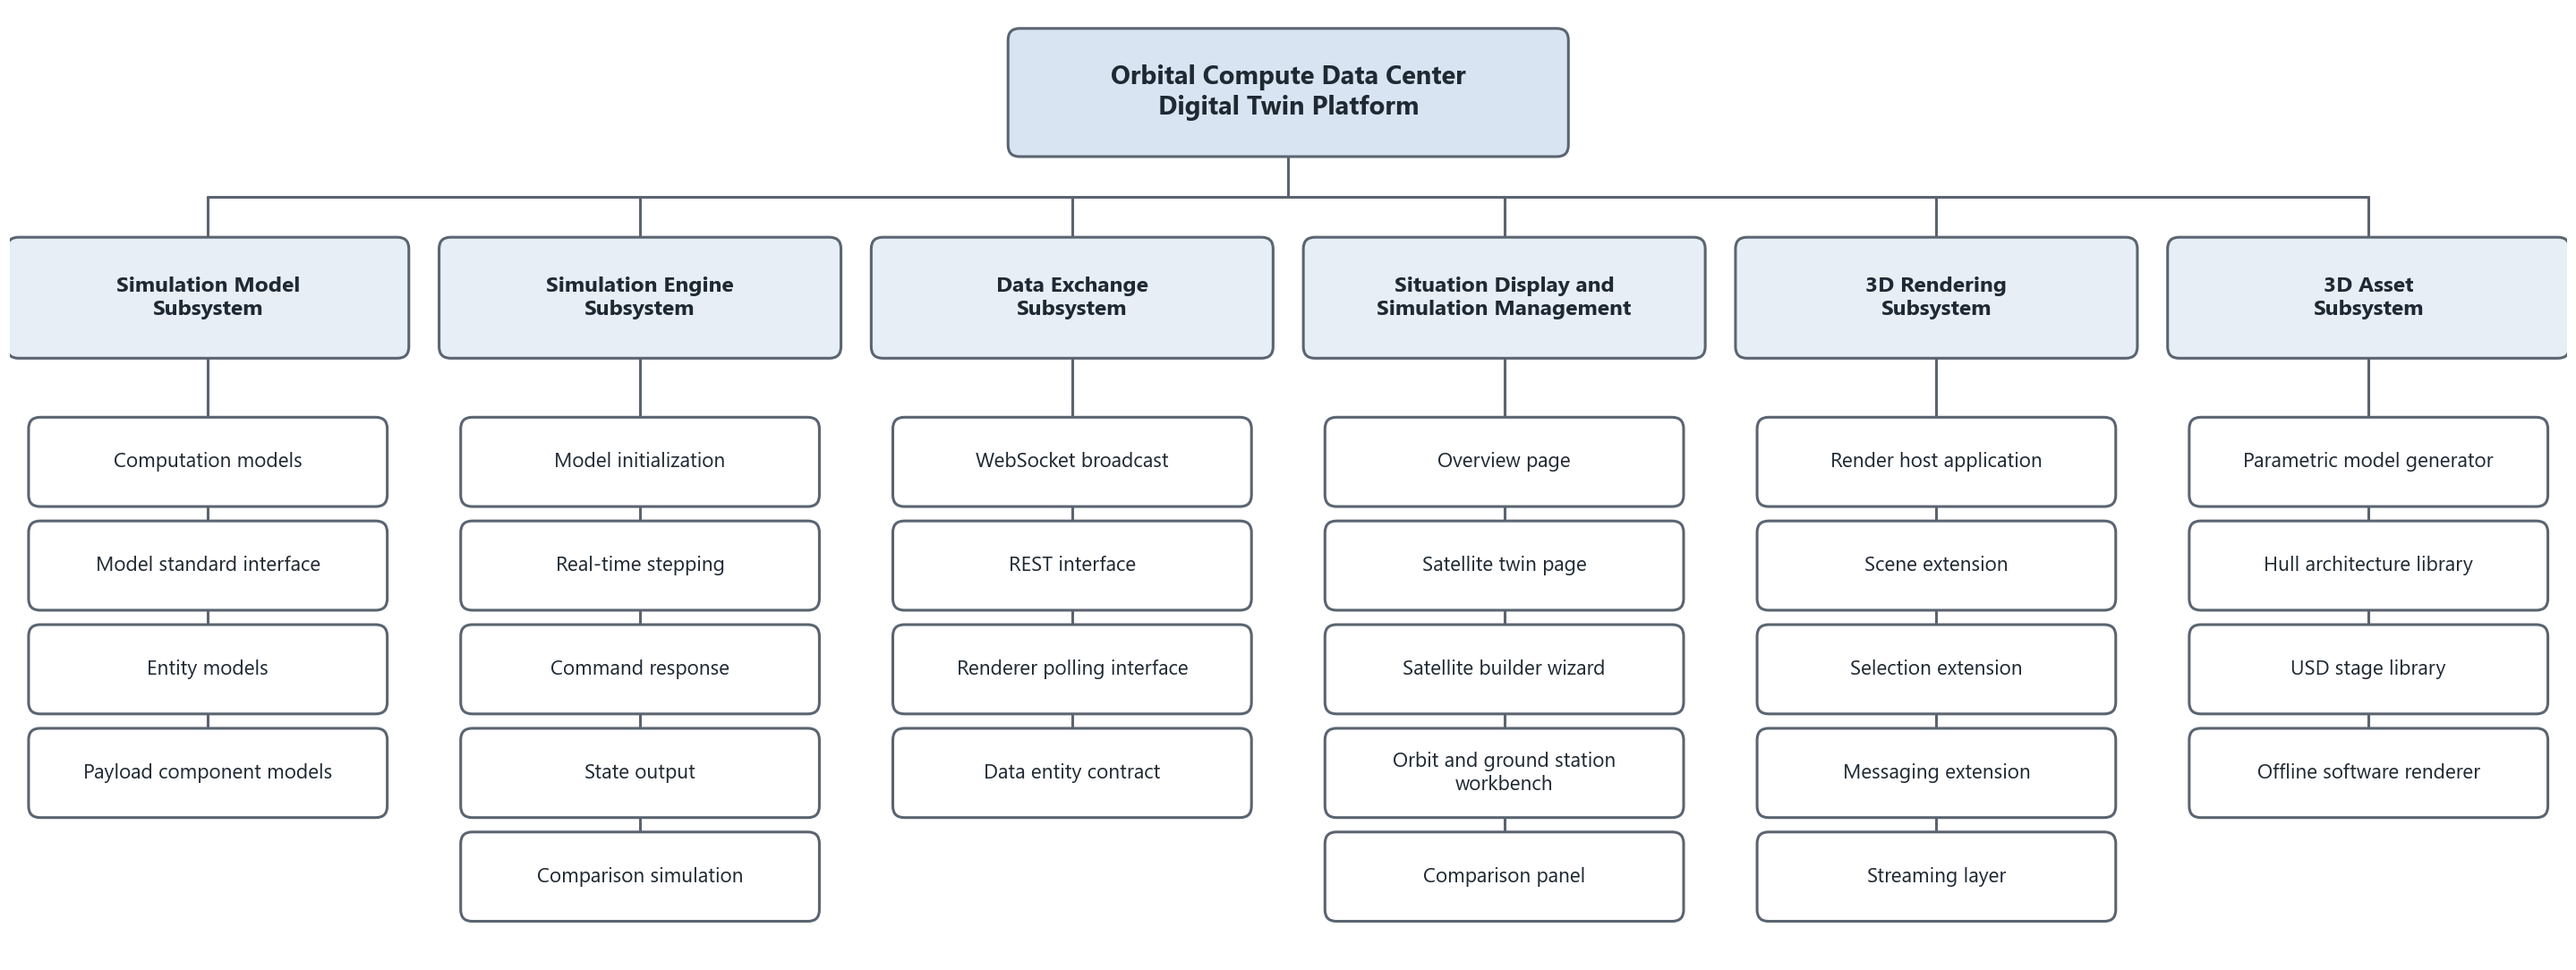 Orbital Compute Data Center
Digital Twin Platform
Simulation Model
Subsystem
Simulation Engine
Subsystem
Data Exchange
Subsystem
Situation Display and
Simulation Management
3D Rendering
Subsystem
3D Asset
Subsystem
Computation models
Model initialization
WebSocket broadcast
Overview page
Render host application
Parametric model generator
Model standard interface
Real-time stepping
REST interface
Satellite twin page
Scene extension
Hull architecture library
Entity models
Command response
Renderer polling interface
Satellite builder wizard
Selection extension
USD stage library
Payload component models
State output
Data entity contract
Orbit and ground station
workbench
Messaging extension
Offline software renderer
Comparison simulation
Comparison panel
Streaming layer